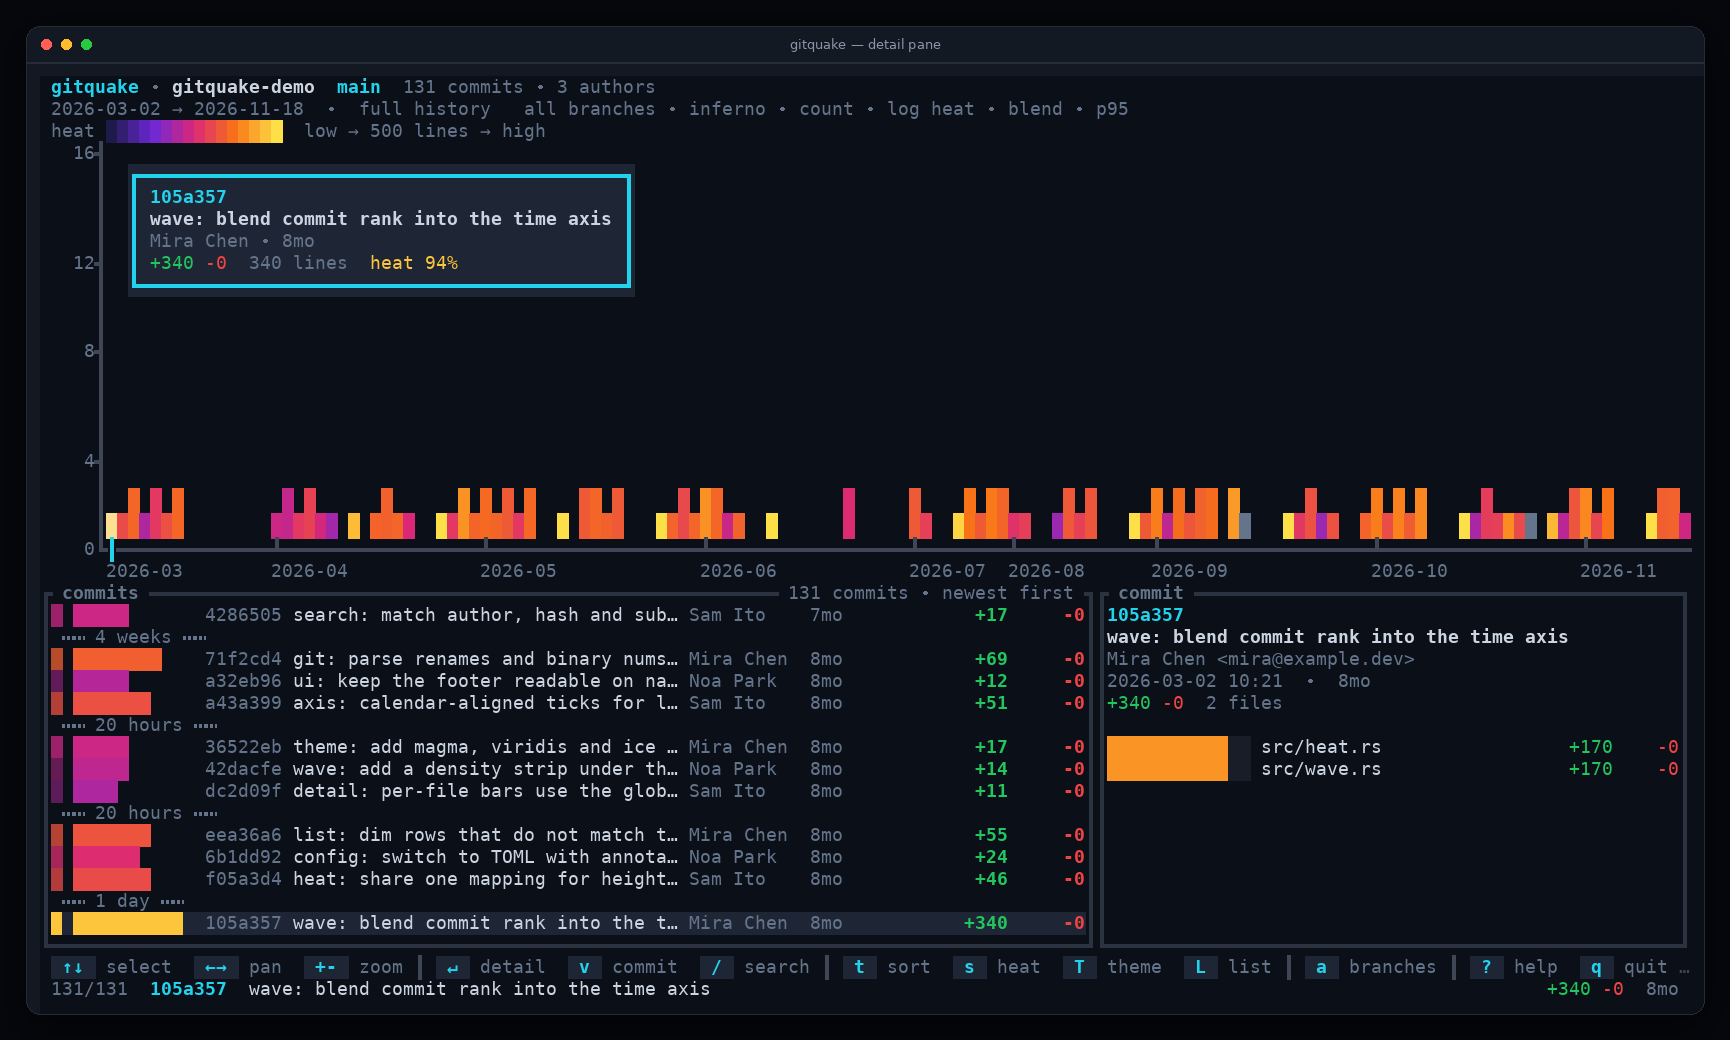 gitquake — detail pane
gitquake • gitquake-demo main 131 commits • 3 authors
2026-03-02 → 2026-11-18 • full history all branches • inferno • count • log heat • blend • p95
heat low → 500 lines → high
16
105a357
wave: blend commit rank into the time axis
Mira Chen • 8mo
+340 -0 340 lines heat 94%
12
8
4
0
2026-03 2026-04 2026-05 2026-06 2026-07 2026-08 2026-09 2026-10 2026-11
commits 131 commits • newest first
4286505 search: match author, hash and sub… Sam Ito 7mo +17 -0
4 weeks
71f2cd4 git: parse renames and binary nums… Mira Chen 8mo +69 -0
a32eb96 ui: keep the footer readable on na… Noa Park 8mo +12 -0
a43a399 axis: calendar-aligned ticks for l… Sam Ito 8mo +51 -0
20 hours
36522eb theme: add magma, viridis and ice … Mira Chen 8mo +17 -0
42dacfe wave: add a density strip under th… Noa Park 8mo +14 -0
dc2d09f detail: per-file bars use the glob… Sam Ito 8mo +11 -0
20 hours
eea36a6 list: dim rows that do not match t… Mira Chen 8mo +55 -0
6b1dd92 config: switch to TOML with annota… Noa Park 8mo +24 -0
f05a3d4 heat: share one mapping for height… Sam Ito 8mo +46 -0
1 day
105a357 wave: blend commit rank into the t… Mira Chen 8mo +340 -0
commit
105a357
wave: blend commit rank into the time axis
Mira Chen <mira@example.dev>
2026-03-02 10:21 • 8mo
+340 -0 2 files
src/heat.rs +170 -0
src/wave.rs +170 -0
↑↓ select ←→ pan +- zoom ↵ detail v commit / search t sort s heat T theme L list a branches ? help q quit …
131/131 105a357 wave: blend commit rank into the time axis +340 -0 8mo